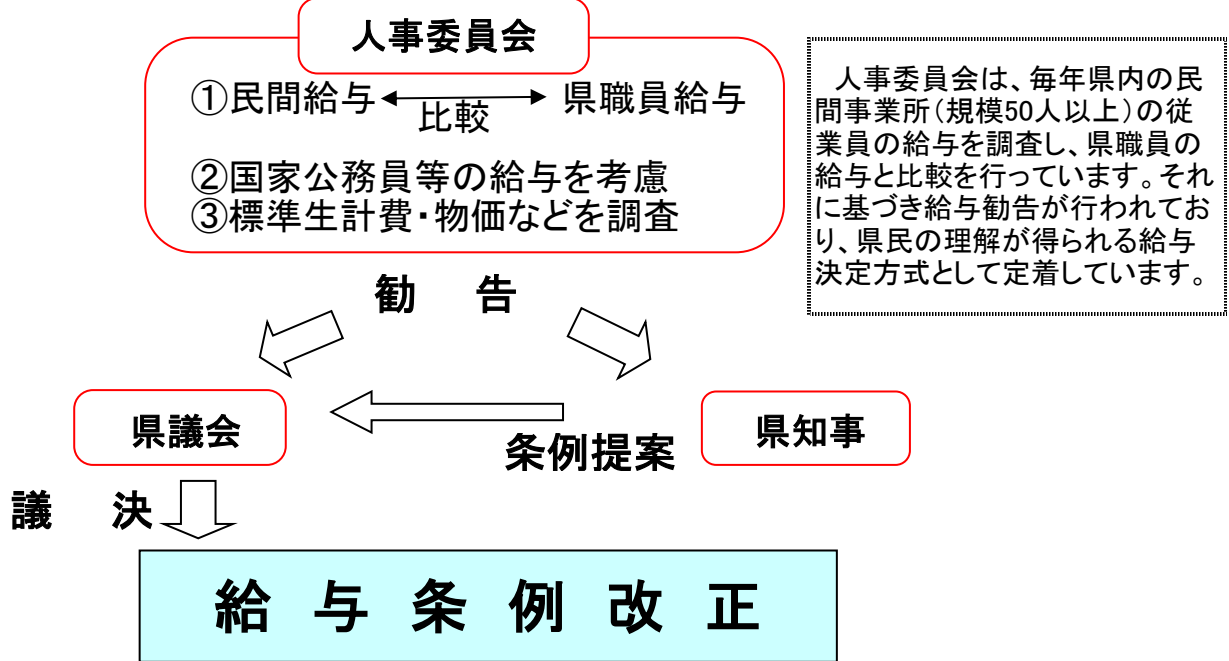 人事委員会
①民間給与
比較
県職員給与
②国家公務員等の給与を考慮
③標準生計費・物価などを調査
人事委員会は、毎年県内の民
間事業所(規模50人以上)の従
業員の給与を調査し、県職員の
給与と比較を行っています。それ
に基づき給与勧告が行われてお
り、県民の理解が得られる給与
決定方式として定着しています。
勧　告
県議会
条例提案
県知事
議　決
給与条例改正